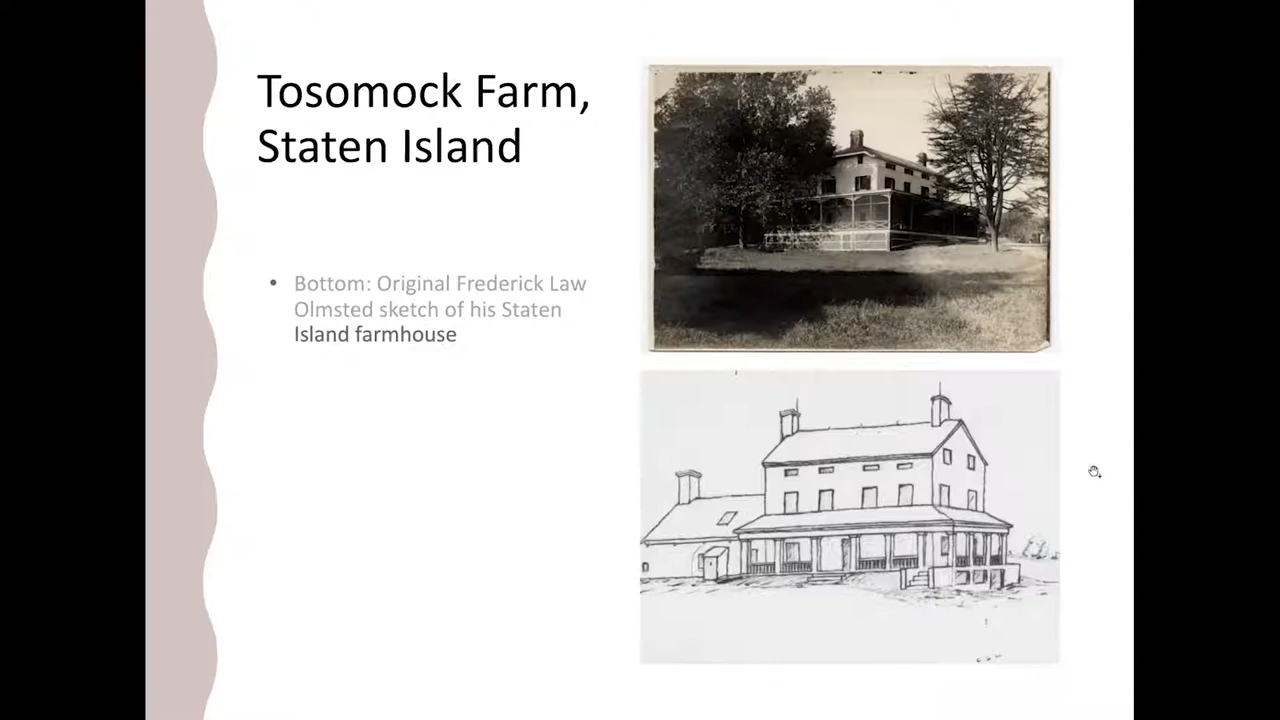 Tosomock Farm,
Staten Island
• Bottom: Original Frederick Law
Olmsted sketch of his Staten
Island farmhouse